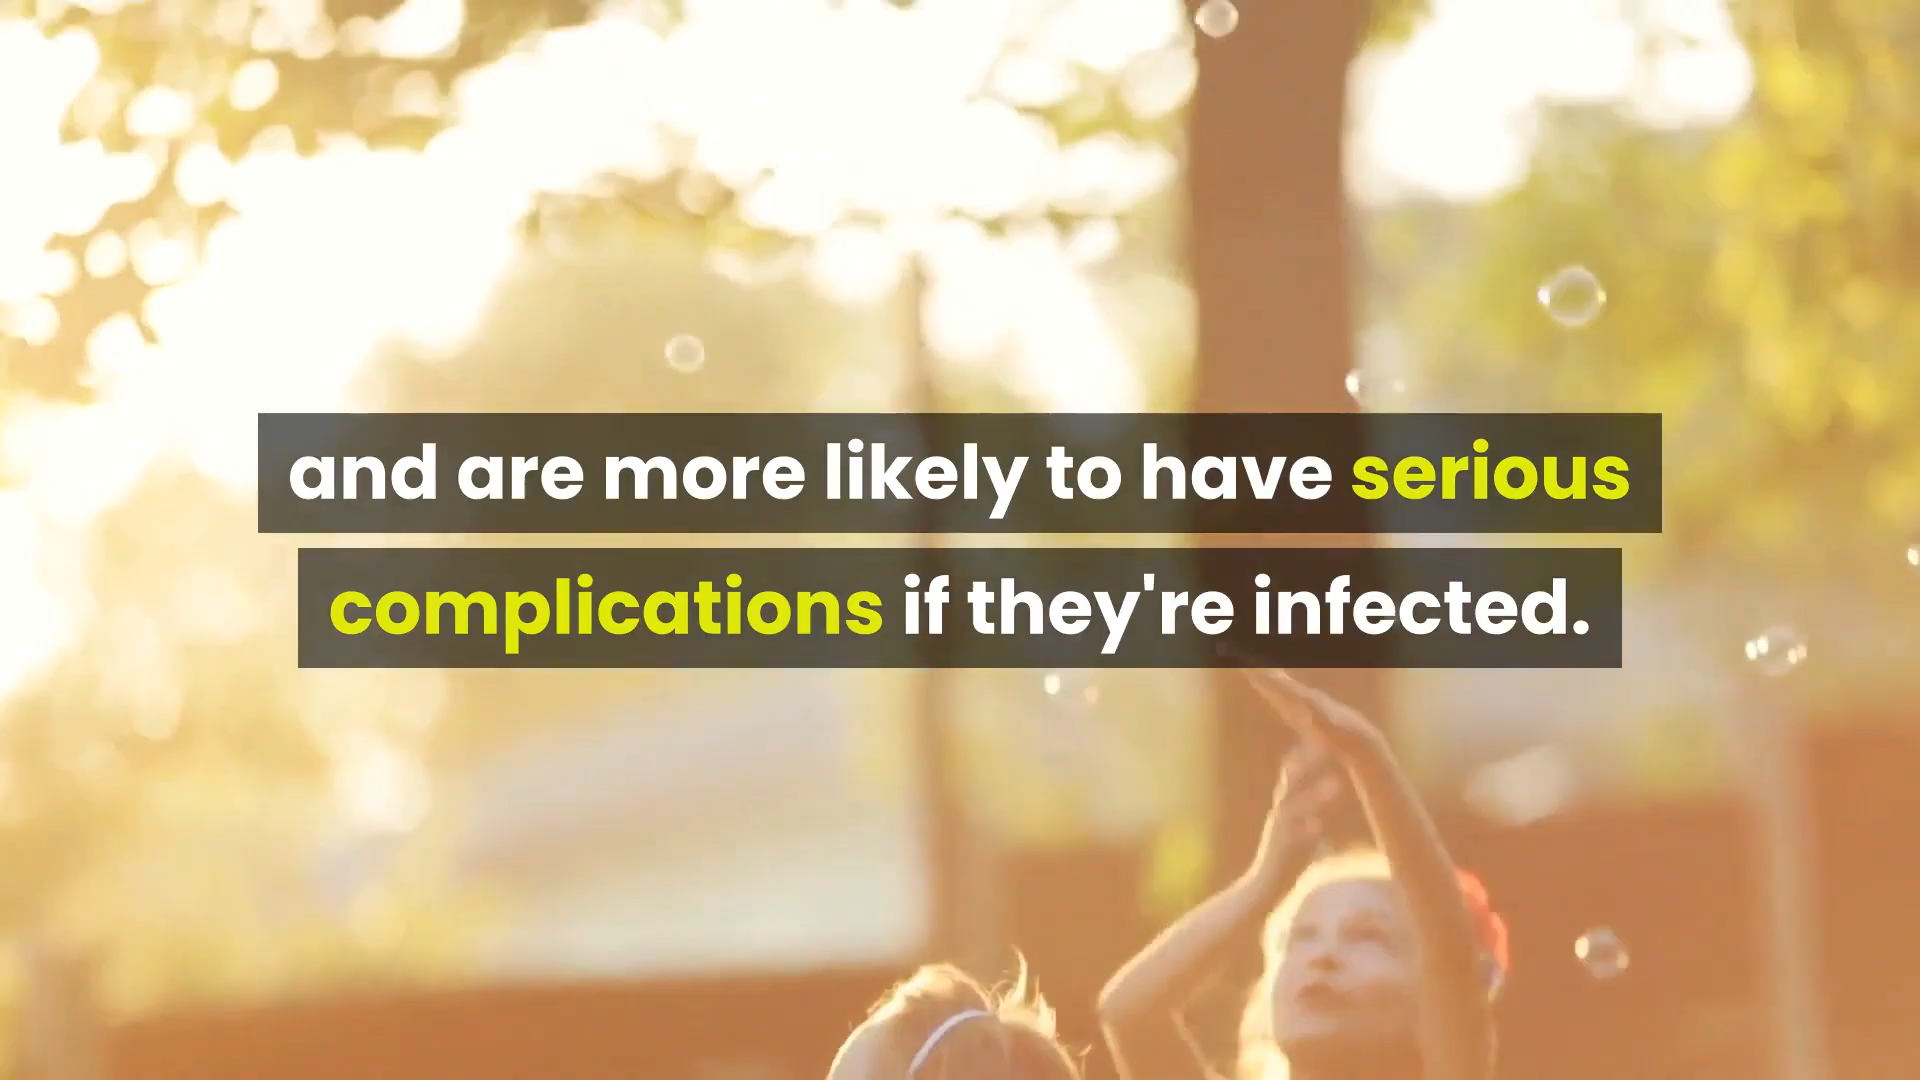 and are more likely to have serious
complications if they're infected.